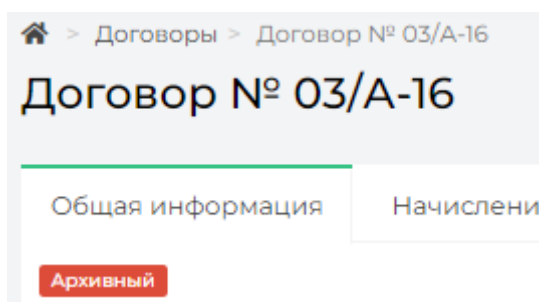 > Договоры > Договор № 03/А-16
Договор № 03/А-16
Общая информация Начислени
Архивный